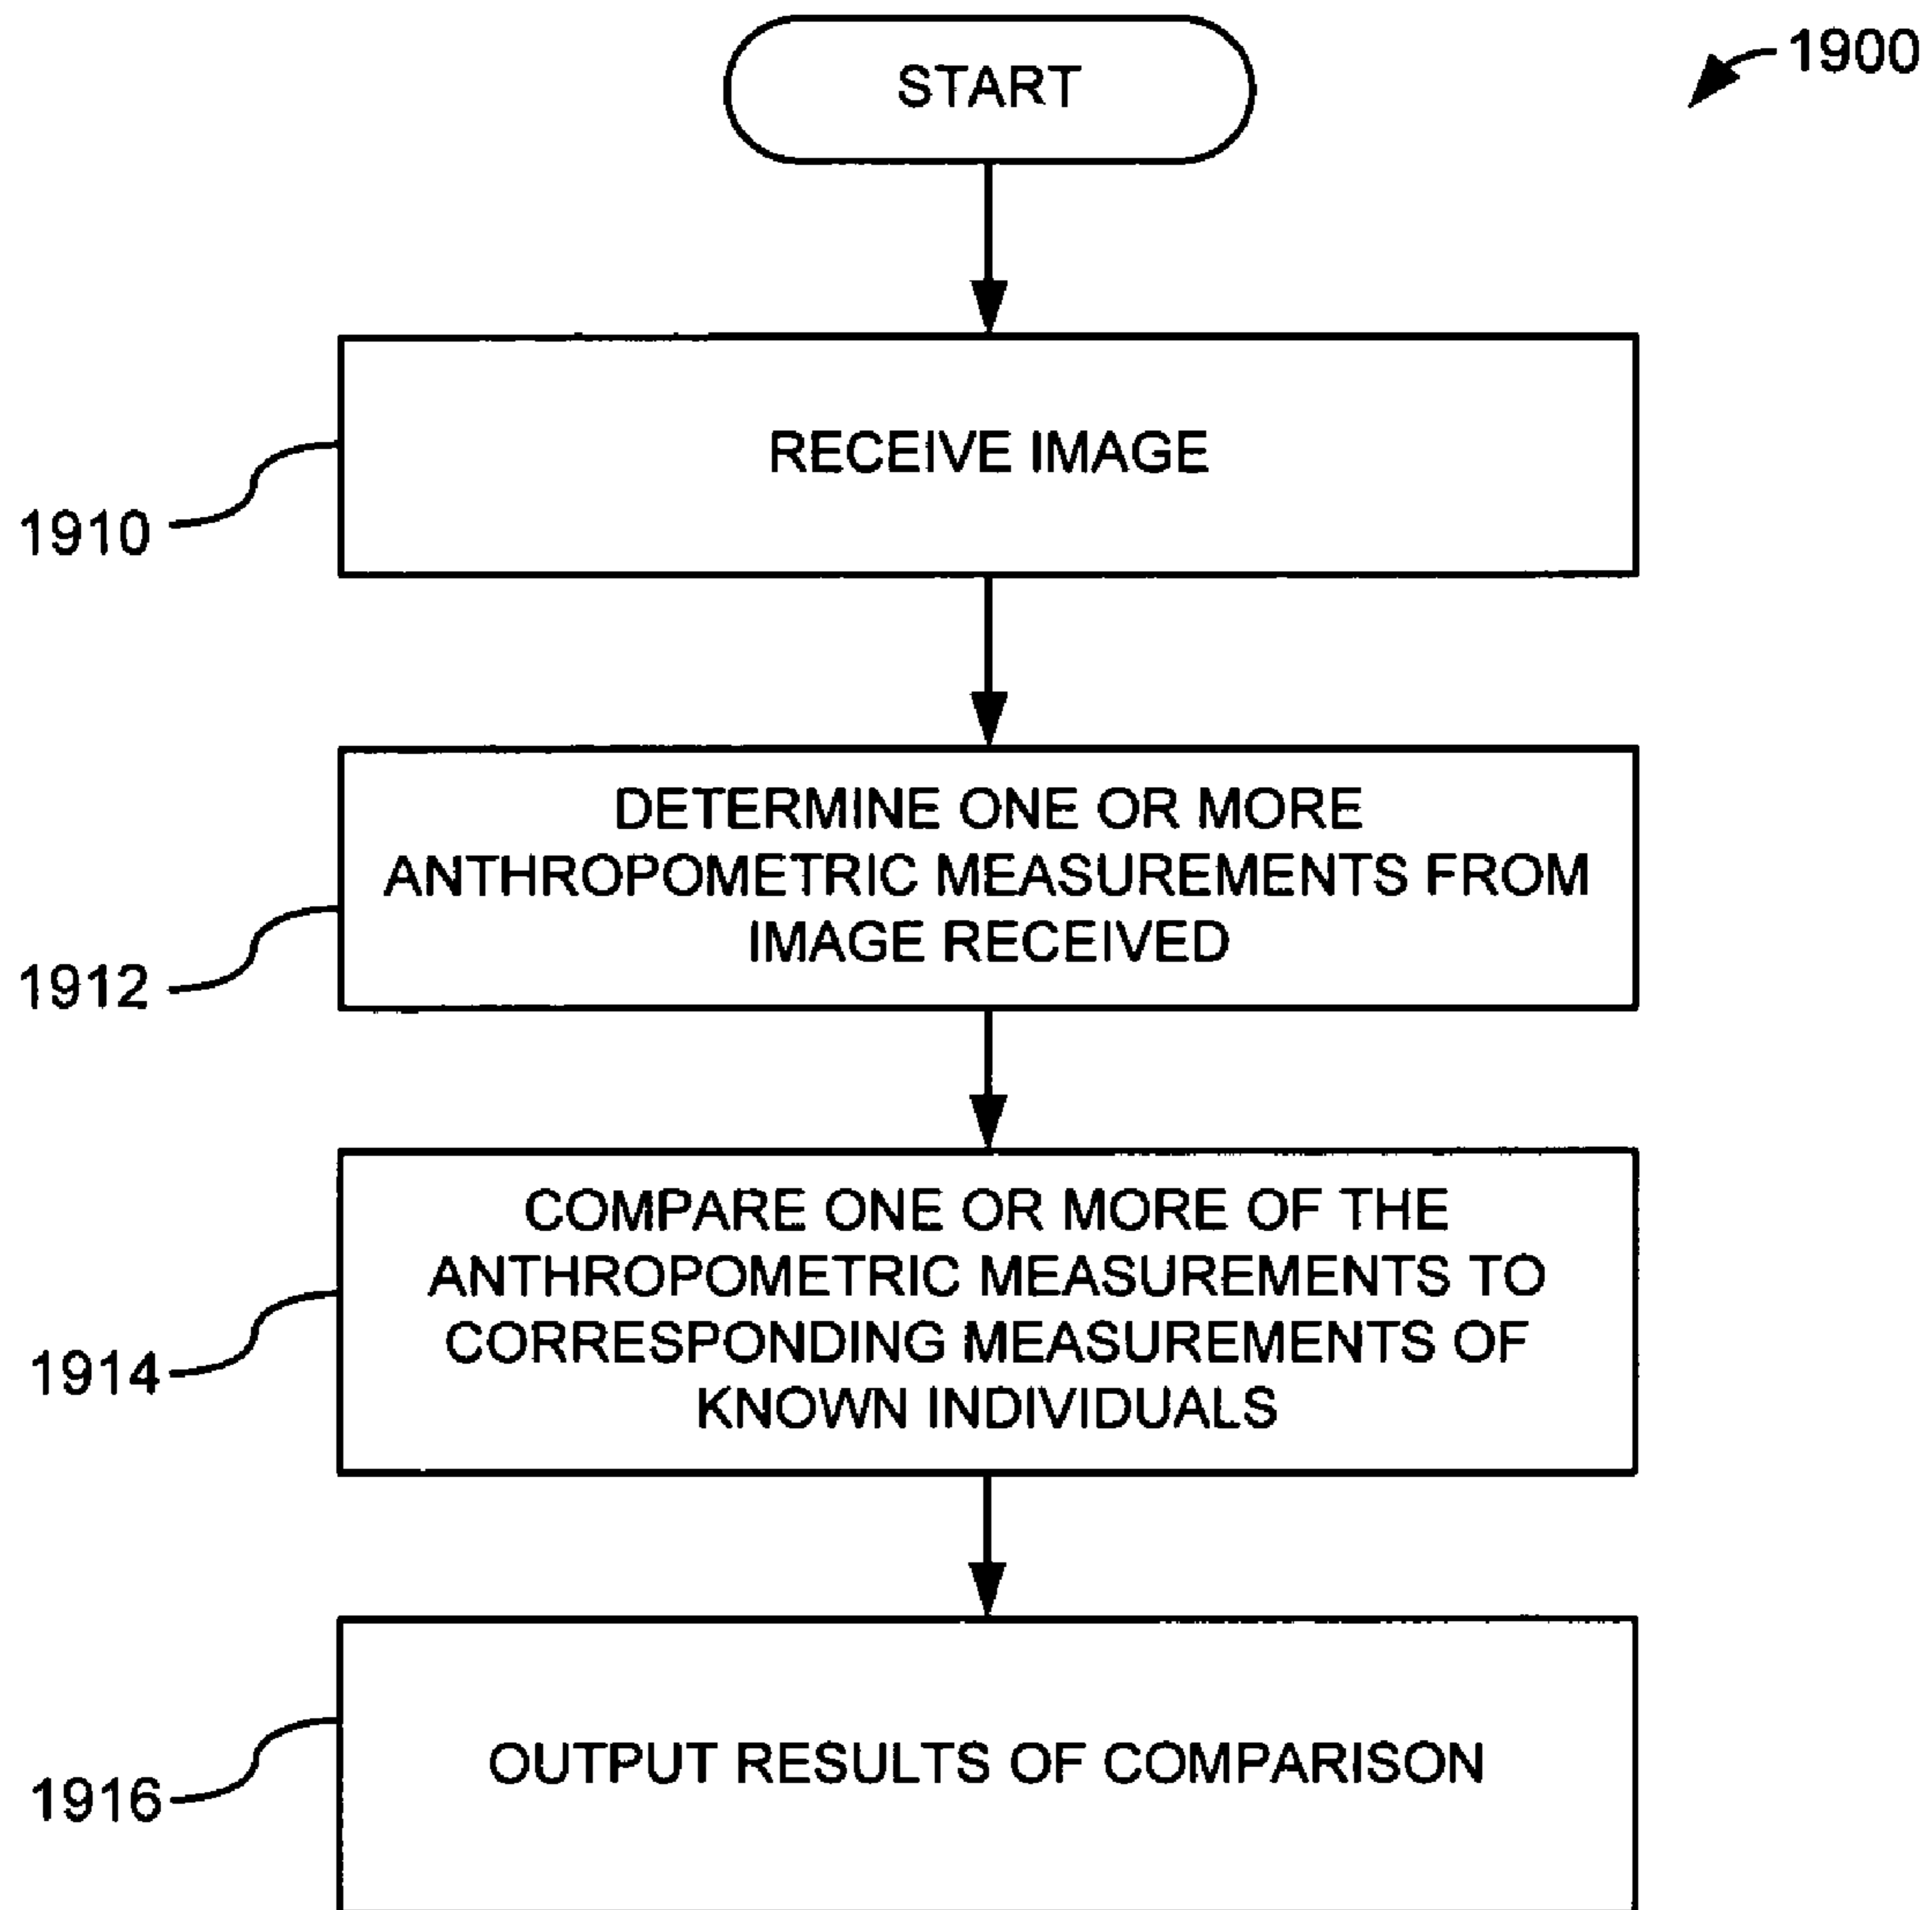 START
1900
RECEIVE IMAGE
1910
DETERMINE ONE OR MORE
ANTHROPOMETRIC MEASUREMENTS FROM
IMAGE RECEIVED
1912
COMPARE ONE OR MORE OF THE
ANTHROPOMETRIC MEASUREMENTS TO
CORRESPONDING MEASUREMENTS OF
KNOWN INDIVIDUALS
1914
OUTPUT RESULTS OF COMPARISON
1916